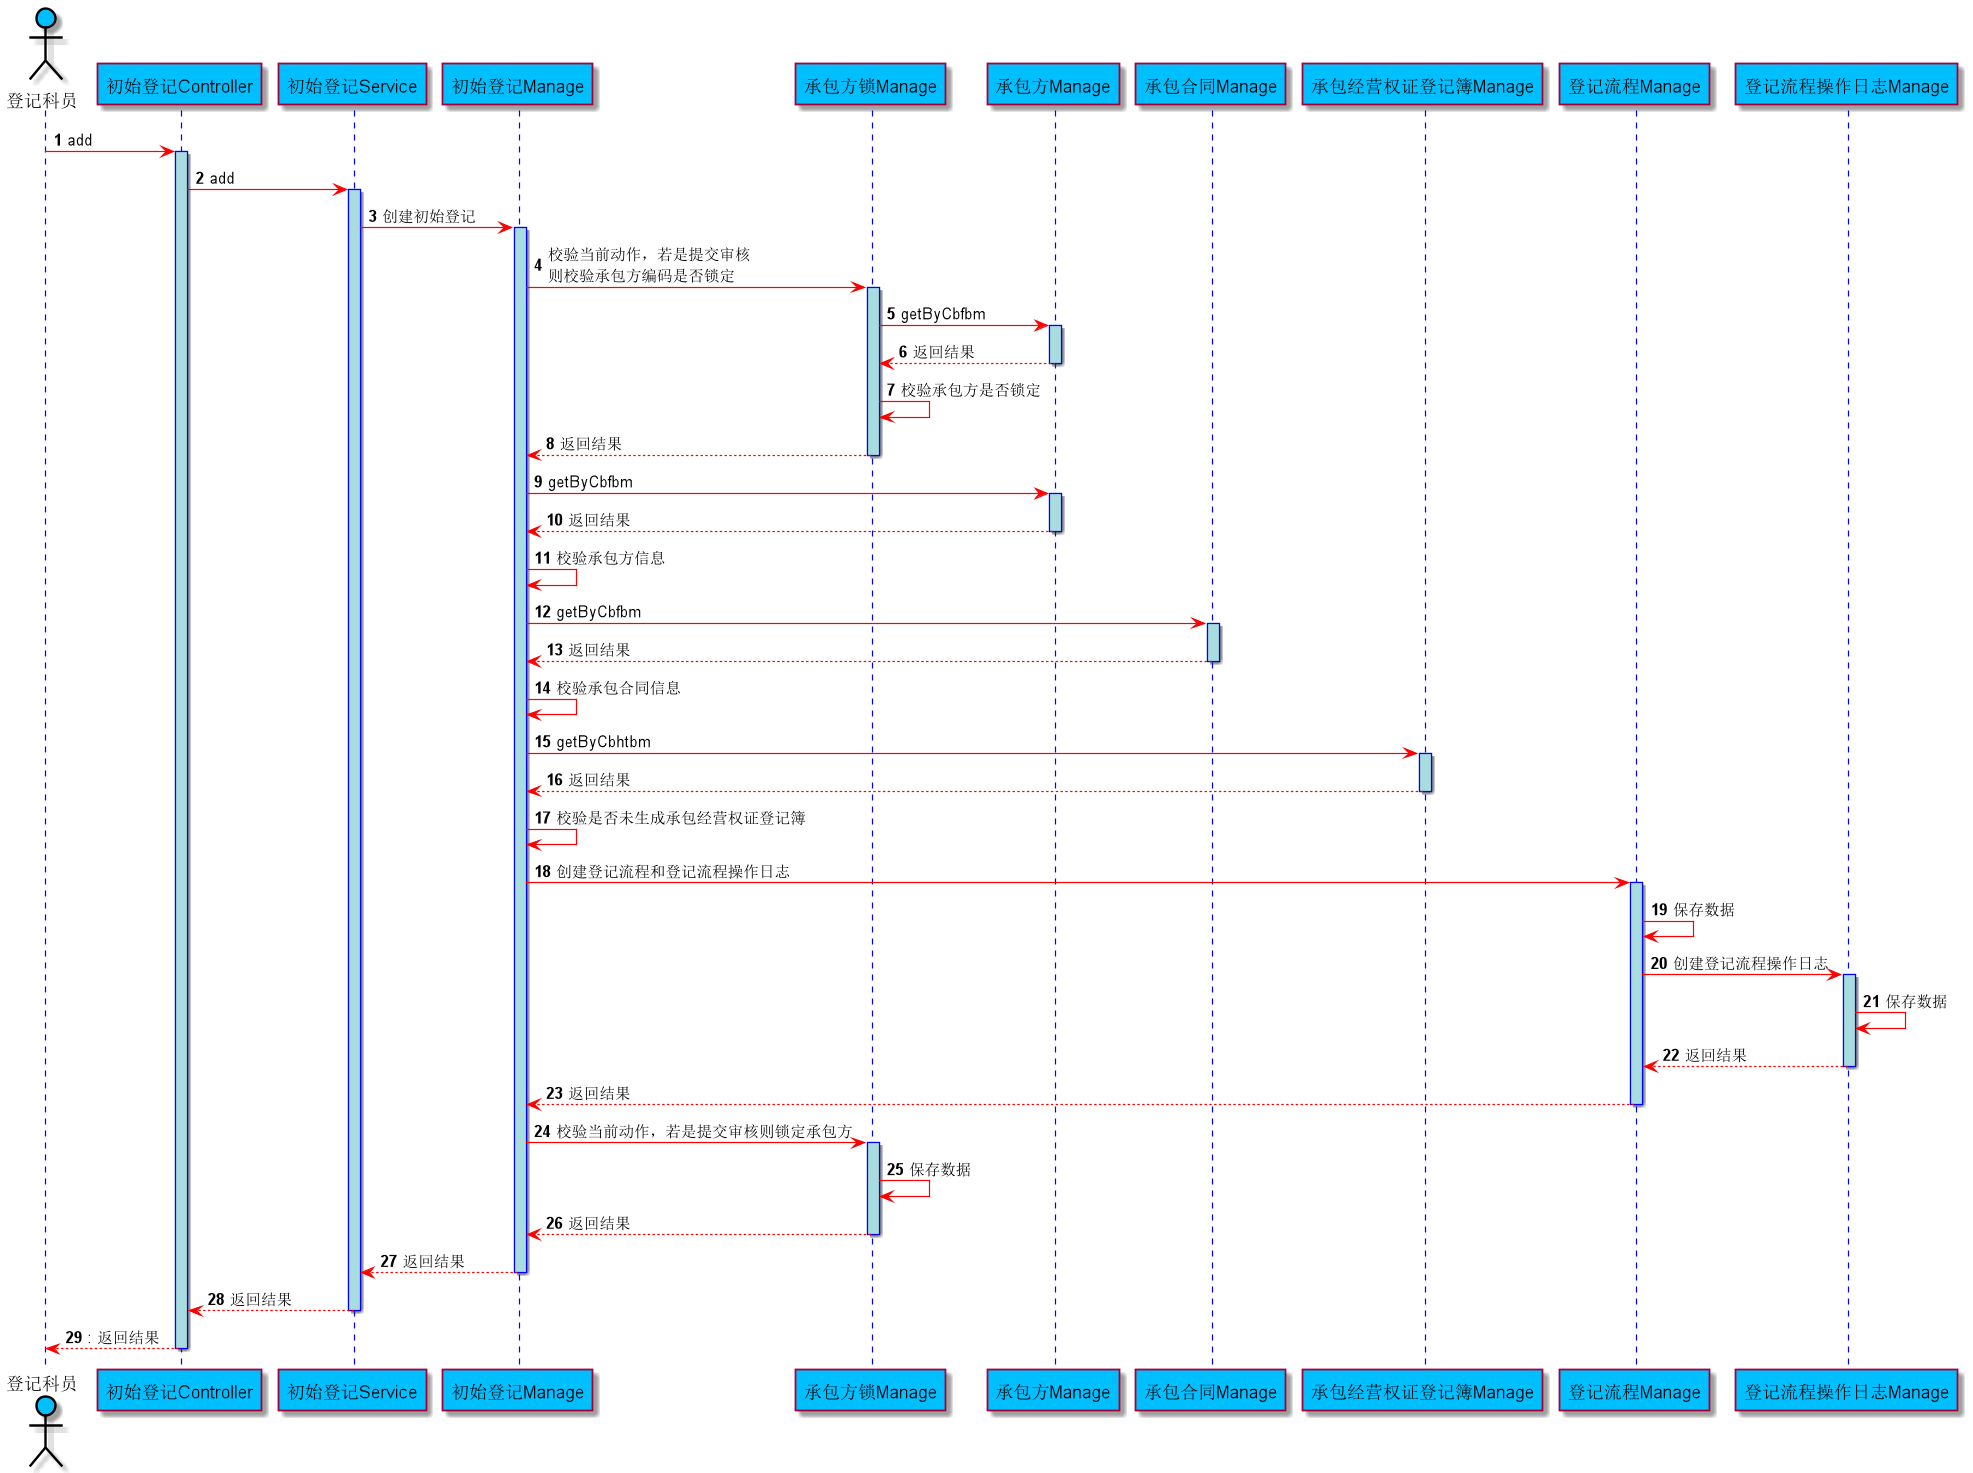 登记科员
初始登记Controller
初始登记Service
初始登记Manage
承包方锁Manage
承包方Manage
承包合同Manage
承包经营权证登记簿Manage
登记流程Manage
登记流程操作日志Manage
1 add
2 add
3 创建初始登记
4 校验当前动作，若是提交审核
则校验承包方编码是否锁定
5 getByCbfbm
6 返回结果
7 校验承包方是否锁定
8 返回结果
9 getByCbfbm
10 返回结果
11 校验承包方信息
12 getByCbfbm
13 返回结果
14 校验承包合同信息
15 getByCbhtbm
16 返回结果
17 校验是否未生成承包经营权证登记簿
18 创建登记流程和登记流程操作日志
19 保存数据
20 创建登记流程操作日志
21 保存数据
22 返回结果
23 返回结果
24 校验当前动作，若是提交审核则锁定承包方
25 保存数据
26 返回结果
27 返回结果
28 返回结果
29 : 返回结果
登记科员
初始登记Controller
初始登记Service
初始登记Manage
承包方锁Manage
承包方Manage
承包合同Manage
承包经营权证登记簿Manage
登记流程Manage
登记流程操作日志Manage